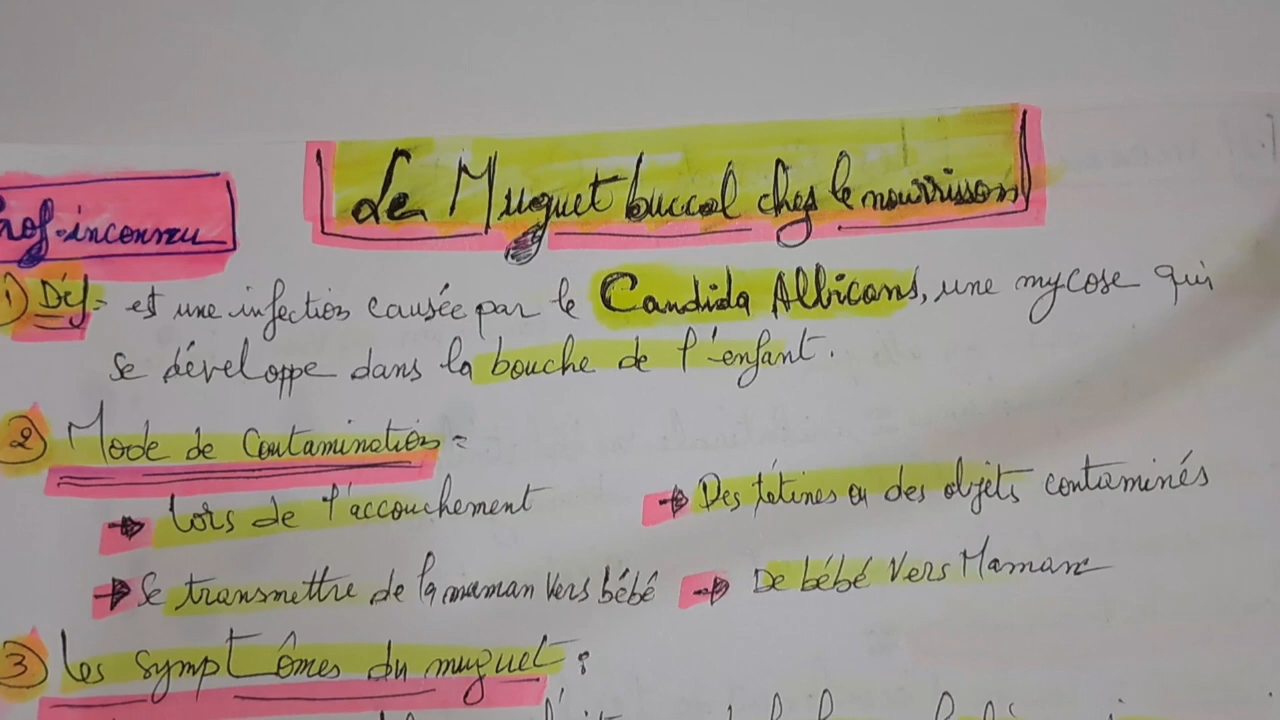 Le Muguet buccal chez le nourrisson
Prof-inconnu
1) Déf = est une infection causée par le Candida Albicans, une mycose qui
se développe dans la bouche de l'enfant.
2) Mode de Contamination =
→ lors de l'accouchement → Des tétines ou des objets contaminés
→ Se transmettre de la maman vers bébé → De bébé Vers Maman
3) les symptômes du muguet :